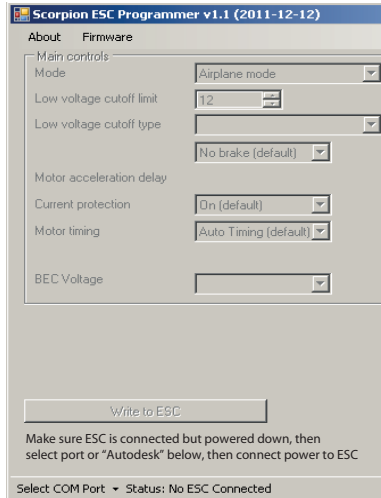 Scorpion ESC Programmer v1.1 (2011-12-12)
About Firmware
Main controls
Mode Airplane mode
Low voltage cutoff limit 12
Low voltage cutoff type
No brake (default)
Motor acceleration delay
Current protection On (default)
Motor timing Auto Timing (default)
BEC Voltage
Write to ESC
Make sure ESC is connected but powered down, then
select port or “Autodesk” below, then connect power to ESC
Select COM Port Status: No ESC Connected